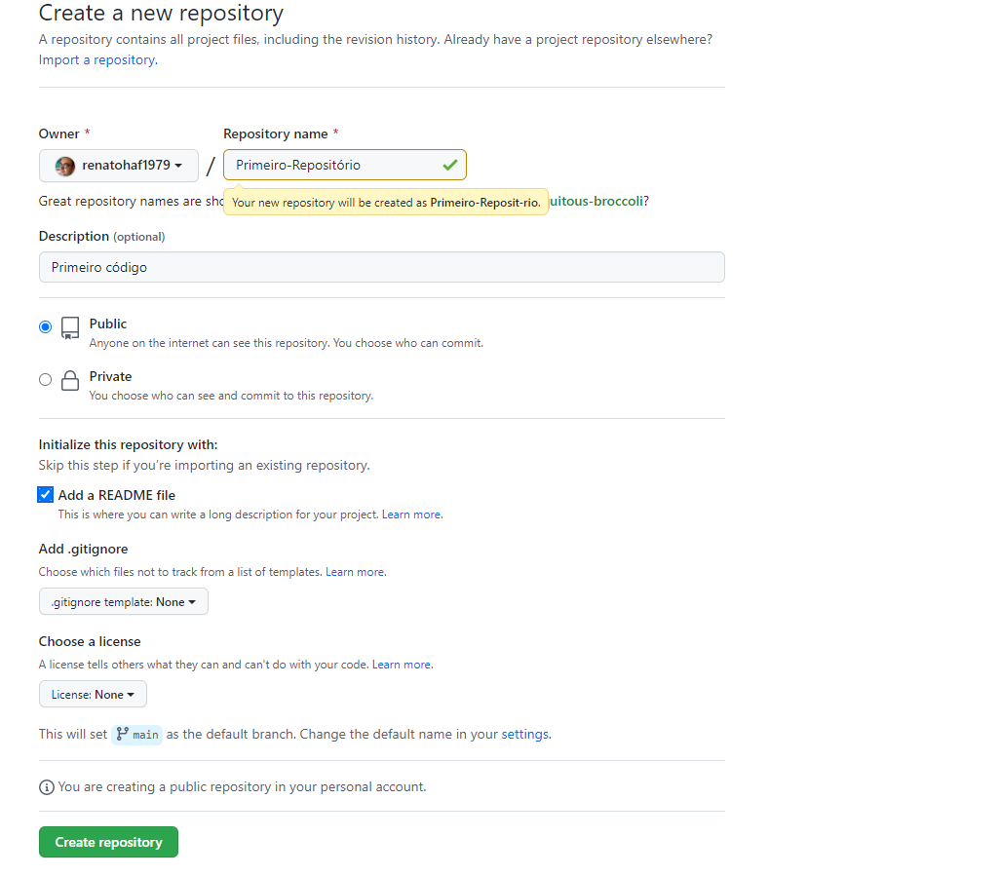 Create a new repository
A repository contains all project files, including the revision history. Already have a project repository elsewhere?
Import a repository.
Owner *
Repository name *
renatohaf1979
/
Primeiro-Repositório
Great repository names are sho
Your new repository will be created as Primeiro-Reposit-rio.
uitous-broccoli?
Description (optional)
Primeiro código
Public
Anyone on the internet can see this repository. You choose who can commit.
Private
You choose who can see and commit to this repository.
Initialize this repository with:
Skip this step if you're importing an existing repository.
Add a README file
This is where you can write a long description for your project. Learn more.
Add .gitignore
Choose which files not to track from a list of templates. Learn more.
.gitignore template: None
Choose a license
A license tells others what they can and can't do with your code. Learn more.
License: None
This will set main as the default branch. Change the default name in your settings.
You are creating a public repository in your personal account.
Create repository